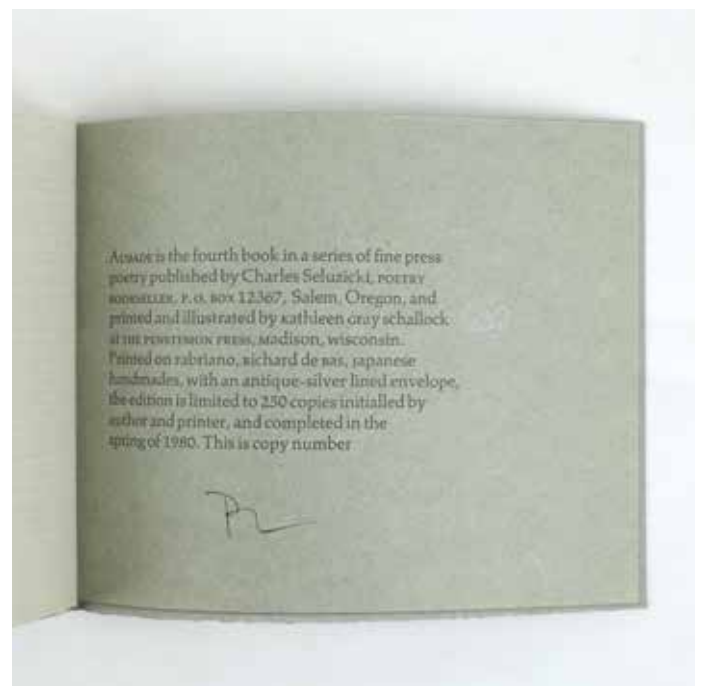 AUBADE is the fourth book in a series of fine press
poetry published by Charles Seluzicki, POETRY
BOOKSELLER, P. O. BOX 12367, Salem, Oregon, and
printed and illustrated by Kathleen Gray Schallock
AT THE PENSTEMON PRESS, Madison, Wisconsin.
Printed on Fabriano, Richard de Bas, Japanese
handmades, with an antique-silver lined envelope,
the edition is limited to 250 copies initialled by
author and printer, and completed in the
spring of 1980. This is copy number